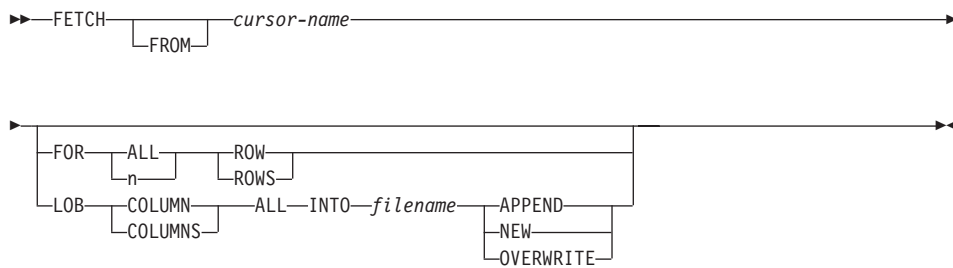 FETCH cursor-name
FROM
FOR ALL ROW
n ROWS
LOB COLUMN ALL INTO filename APPEND
COLUMNS NEW
OVERWRITE